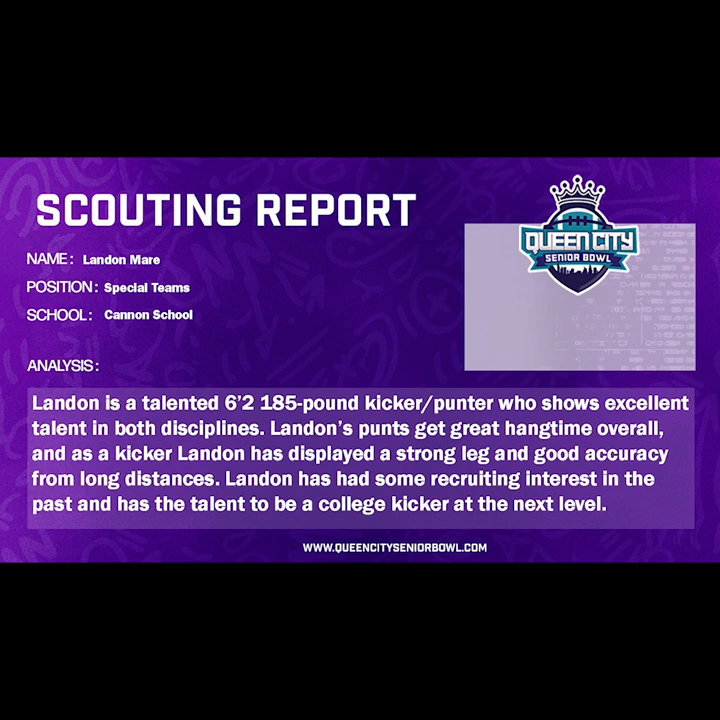 SCOUTING REPORT
QUEEN CITY
SENIOR BOWL
NAME: Landon Mare
POSITION: Special Teams
SCHOOL: Cannon School
ANALYSIS:
Landon is a talented 6'2 185-pound kicker/punter who shows excellent
talent in both disciplines. Landon's punts get great hangtime overall,
and as a kicker Landon has displayed a strong leg and good accuracy
from long distances. Landon has had some recruiting interest in the
past and has the talent to be a college kicker at the next level.
WWW.QUEENCITYSENIORBOWL.COM